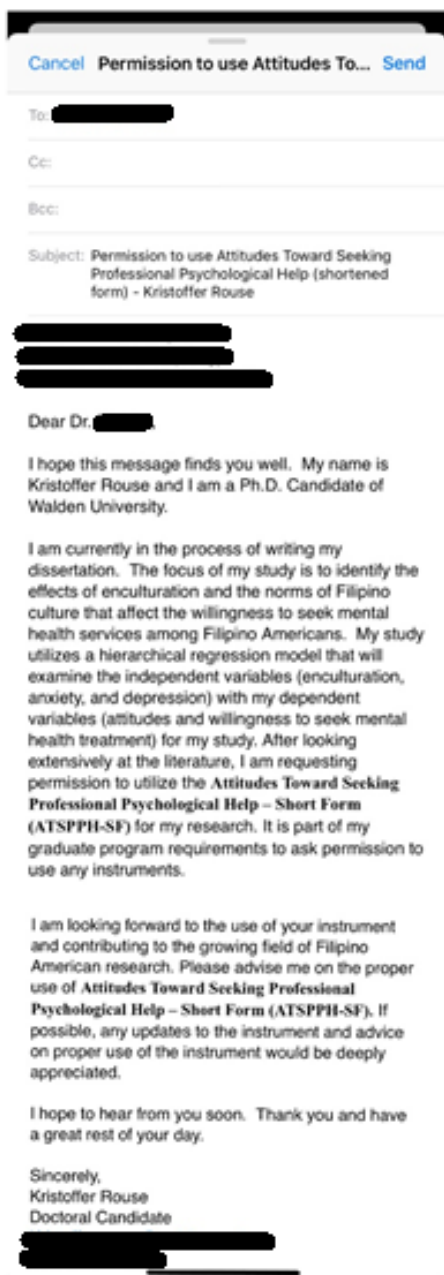 Cancel Permission to use Attitudes To... Send
To:
Cc:
Bcc:
Subject: Permission to use Attitudes Toward Seeking
Professional Psychological Help (shortened
form) - Kristoffer Rouse
Dear Dr.
I hope this message finds you well. My name is
Kristoffer Rouse and I am a Ph.D. Candidate of
Walden University.
I am currently in the process of writing my
dissertation. The focus of my study is to identify the
effects of enculturation and the norms of Filipino
culture that affect the willingness to seek mental
health services among Filipino Americans. My study
utilizes a hierarchical regression model that will
examine the independent variables (enculturation,
anxiety, and depression) with my dependent
variables (attitudes and willingness to seek mental
health treatment) for my study. After looking
extensively at the literature, I am requesting
permission to utilize the Attitudes Toward Seeking
Professional Psychological Help – Short Form
(ATSPPH-SF) for my research. It is part of my
graduate program requirements to ask permission to
use any instruments.
I am looking forward to the use of your instrument
and contributing to the growing field of Filipino
American research. Please advise me on the proper
use of Attitudes Toward Seeking Professional
Psychological Help – Short Form (ATSPPH-SF). If
possible, any updates to the instrument and advice
on proper use of the instrument would be deeply
appreciated.
I hope to hear from you soon. Thank you and have
a great rest of your day.
Sincerely,
Kristoffer Rouse
Doctoral Candidate